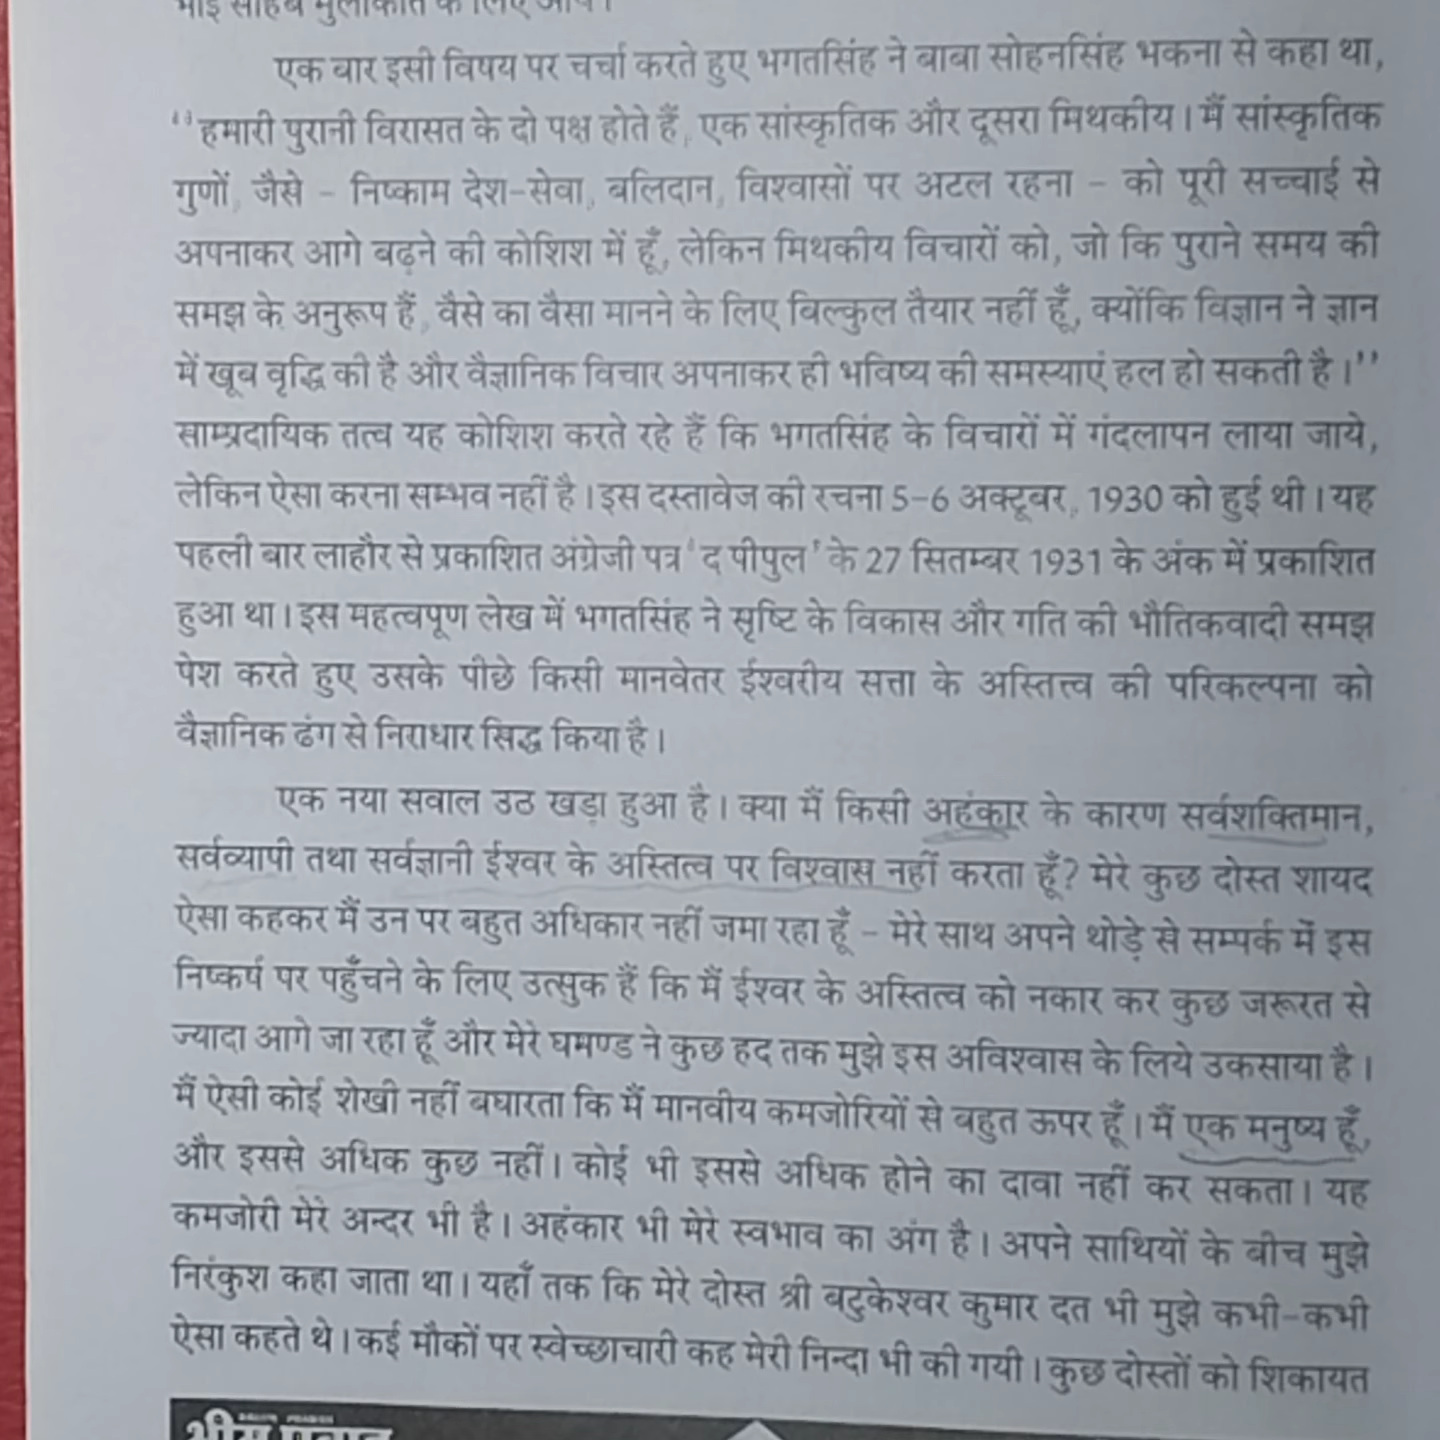 भाई साहब मुलाकात के लिए आये।
एक बार इसी विषय पर चर्चा करते हुए भगतसिंह ने बाबा सोहनसिंह भकना से कहा था,
"हमारी पुरानी विरासत के दो पक्ष होते हैं, एक सांस्कृतिक और दूसरा मिथकीय। मैं सांस्कृतिक
गुणों, जैसे - निष्काम देश-सेवा, बलिदान, विश्वासों पर अटल रहना - को पूरी सच्चाई से
अपनाकर आगे बढ़ने की कोशिश में हूँ, लेकिन मिथकीय विचारों को, जो कि पुराने समय की
समझ के अनुरूप हैं, वैसे का वैसा मानने के लिए बिल्कुल तैयार नहीं हूँ, क्योंकि विज्ञान ने ज्ञान
में खूब वृद्धि की है और वैज्ञानिक विचार अपनाकर ही भविष्य की समस्याएं हल हो सकती है।"
साम्प्रदायिक तत्व यह कोशिश करते रहे हैं कि भगतसिंह के विचारों में गंदलापन लाया जाये,
लेकिन ऐसा करना सम्भव नहीं है। इस दस्तावेज की रचना 5-6 अक्टूबर, 1930 को हुई थी। यह
पहली बार लाहौर से प्रकाशित अंग्रेजी पत्र 'द पीपुल' के 27 सितम्बर 1931 के अंक में प्रकाशित
हुआ था। इस महत्वपूण लेख में भगतसिंह ने सृष्टि के विकास और गति की भौतिकवादी समझ
पेश करते हुए उसके पीछे किसी मानवेतर ईश्वरीय सत्ता के अस्तित्त्व की परिकल्पना को
वैज्ञानिक ढंग से निराधार सिद्ध किया है।
एक नया सवाल उठ खड़ा हुआ है। क्या मैं किसी अहंकार के कारण सर्वशक्तिमान,
सर्वव्यापी तथा सर्वज्ञानी ईश्वर के अस्तित्व पर विश्वास नहीं करता हूँ? मेरे कुछ दोस्त शायद
ऐसा कहकर मैं उन पर बहुत अधिकार नहीं जमा रहा हूँ - मेरे साथ अपने थोड़े से सम्पर्क में इस
निष्कर्ष पर पहुँचने के लिए उत्सुक हैं कि मैं ईश्वर के अस्तित्व को नकार कर कुछ जरूरत से
ज्यादा आगे जा रहा हूँ और मेरे घमण्ड ने कुछ हद तक मुझे इस अविश्वास के लिये उकसाया है।
मैं ऐसी कोई शेखी नहीं बघारता कि मैं मानवीय कमजोरियों से बहुत ऊपर हूँ। मैं एक मनुष्य हूँ,
और इससे अधिक कुछ नहीं। कोई भी इससे अधिक होने का दावा नहीं कर सकता। यह
कमजोरी मेरे अन्दर भी है। अहंकार भी मेरे स्वभाव का अंग है। अपने साथियों के बीच मुझे
निरंकुश कहा जाता था। यहाँ तक कि मेरे दोस्त श्री बटुकेश्वर कुमार दत भी मुझे कभी-कभी
ऐसा कहते थे। कई मौकों पर स्वेच्छाचारी कह मेरी निन्दा भी की गयी। कुछ दोस्तों को शिकायत